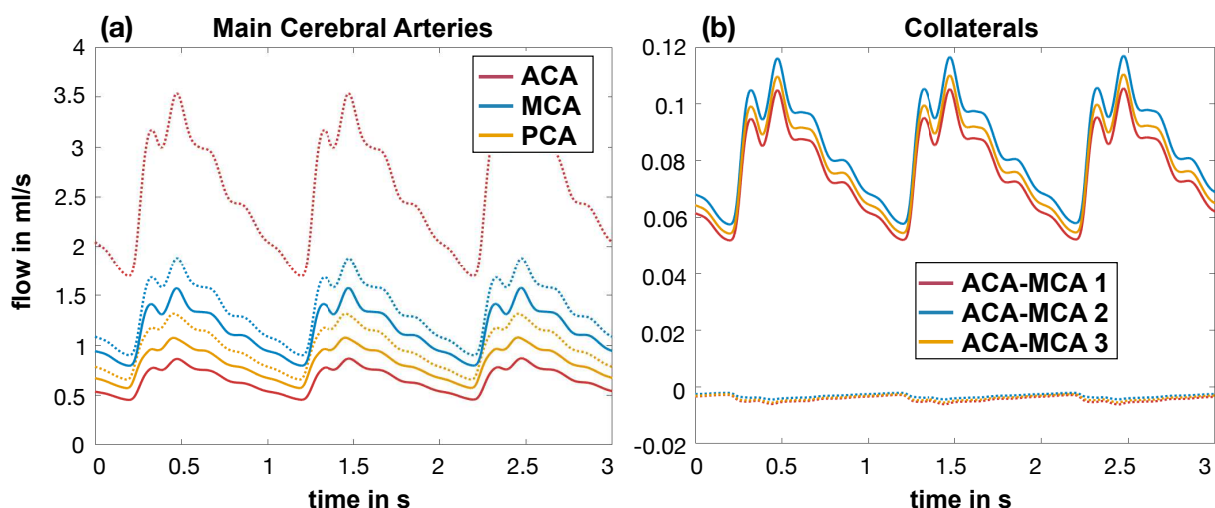 (a) Main Cerebral Arteries
flow in ml/s
4
3.5
3
2.5
2
1.5
1
0.5
0
ACA
MCA
PCA
0 0.5 1 1.5 2 2.5 3
time in s
(b) Collaterals
0.12
0.1
0.08
0.06
0.04
0.02
0
-0.02
ACA-MCA 1
ACA-MCA 2
ACA-MCA 3
0 0.5 1 1.5 2 2.5 3
time in s